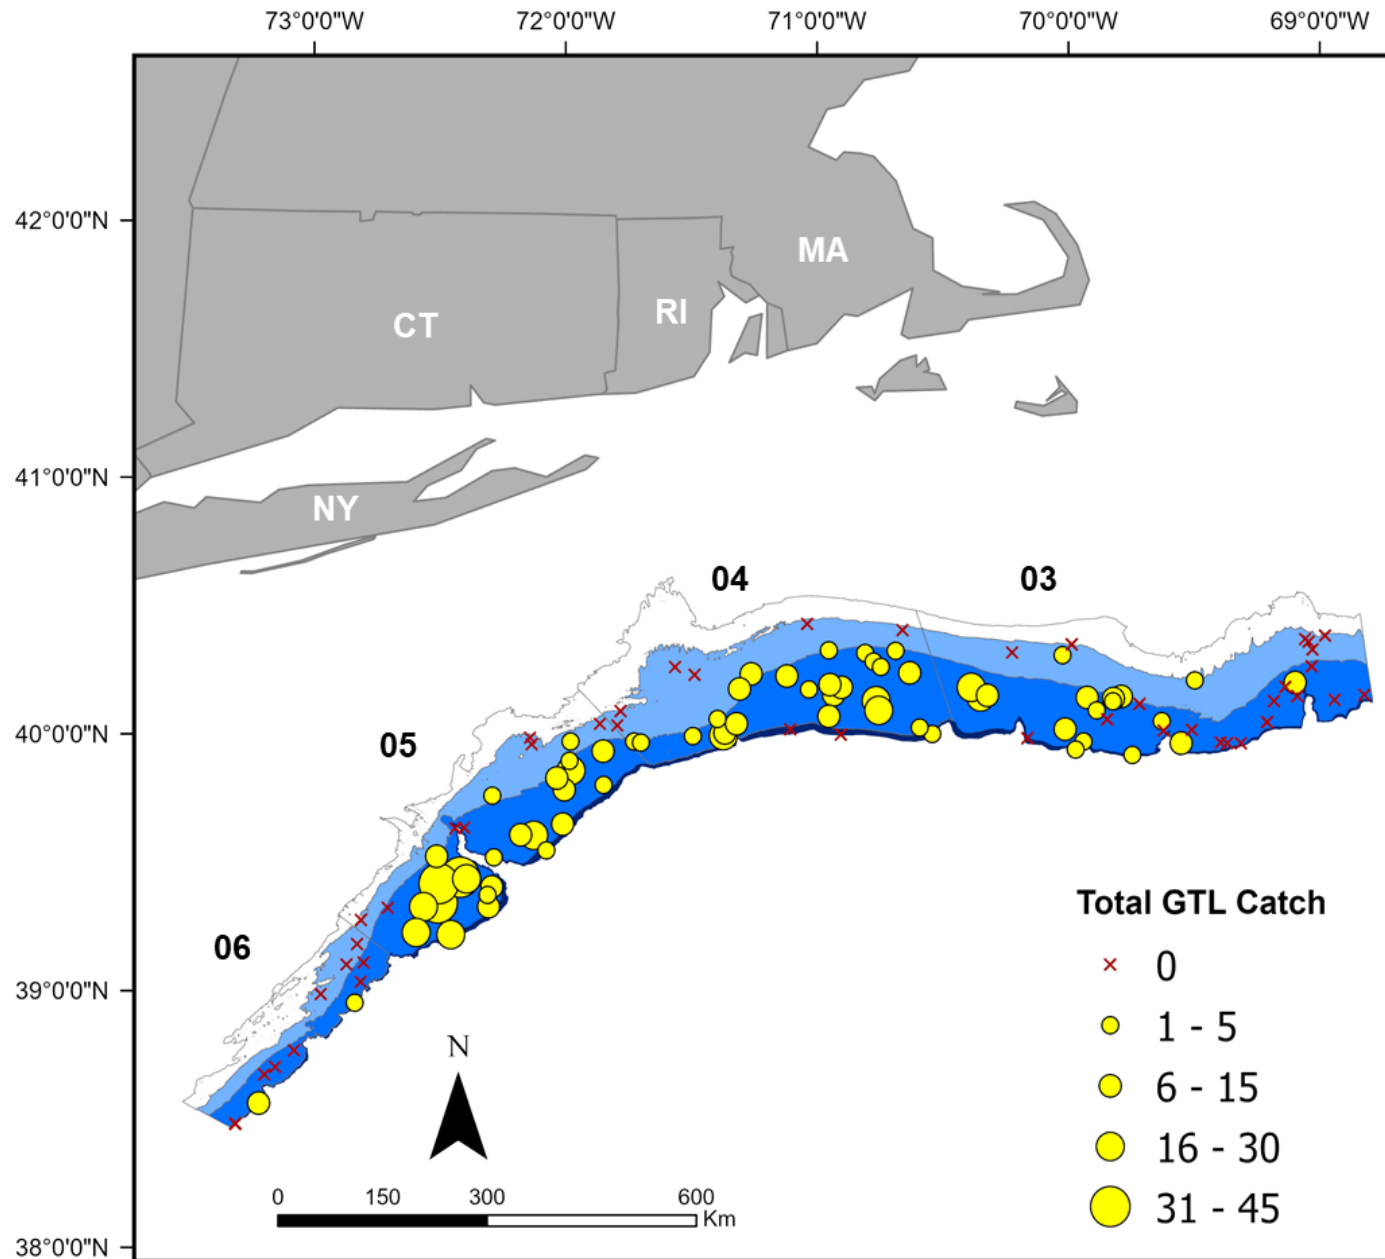 73°0'0"W 72°0'0"W 71°0'0"W 70°0'0"W 69°0'0"W
42°0'0"N
MA
RI
CT
41°0'0"N
NY
04 03
05
40°0'0"N
Total GTL Catch
06
0
39°0'0"N
1 - 5
N
6 - 15
16 - 30
0 150 300 600
Km
31 - 45
38°0'0"N